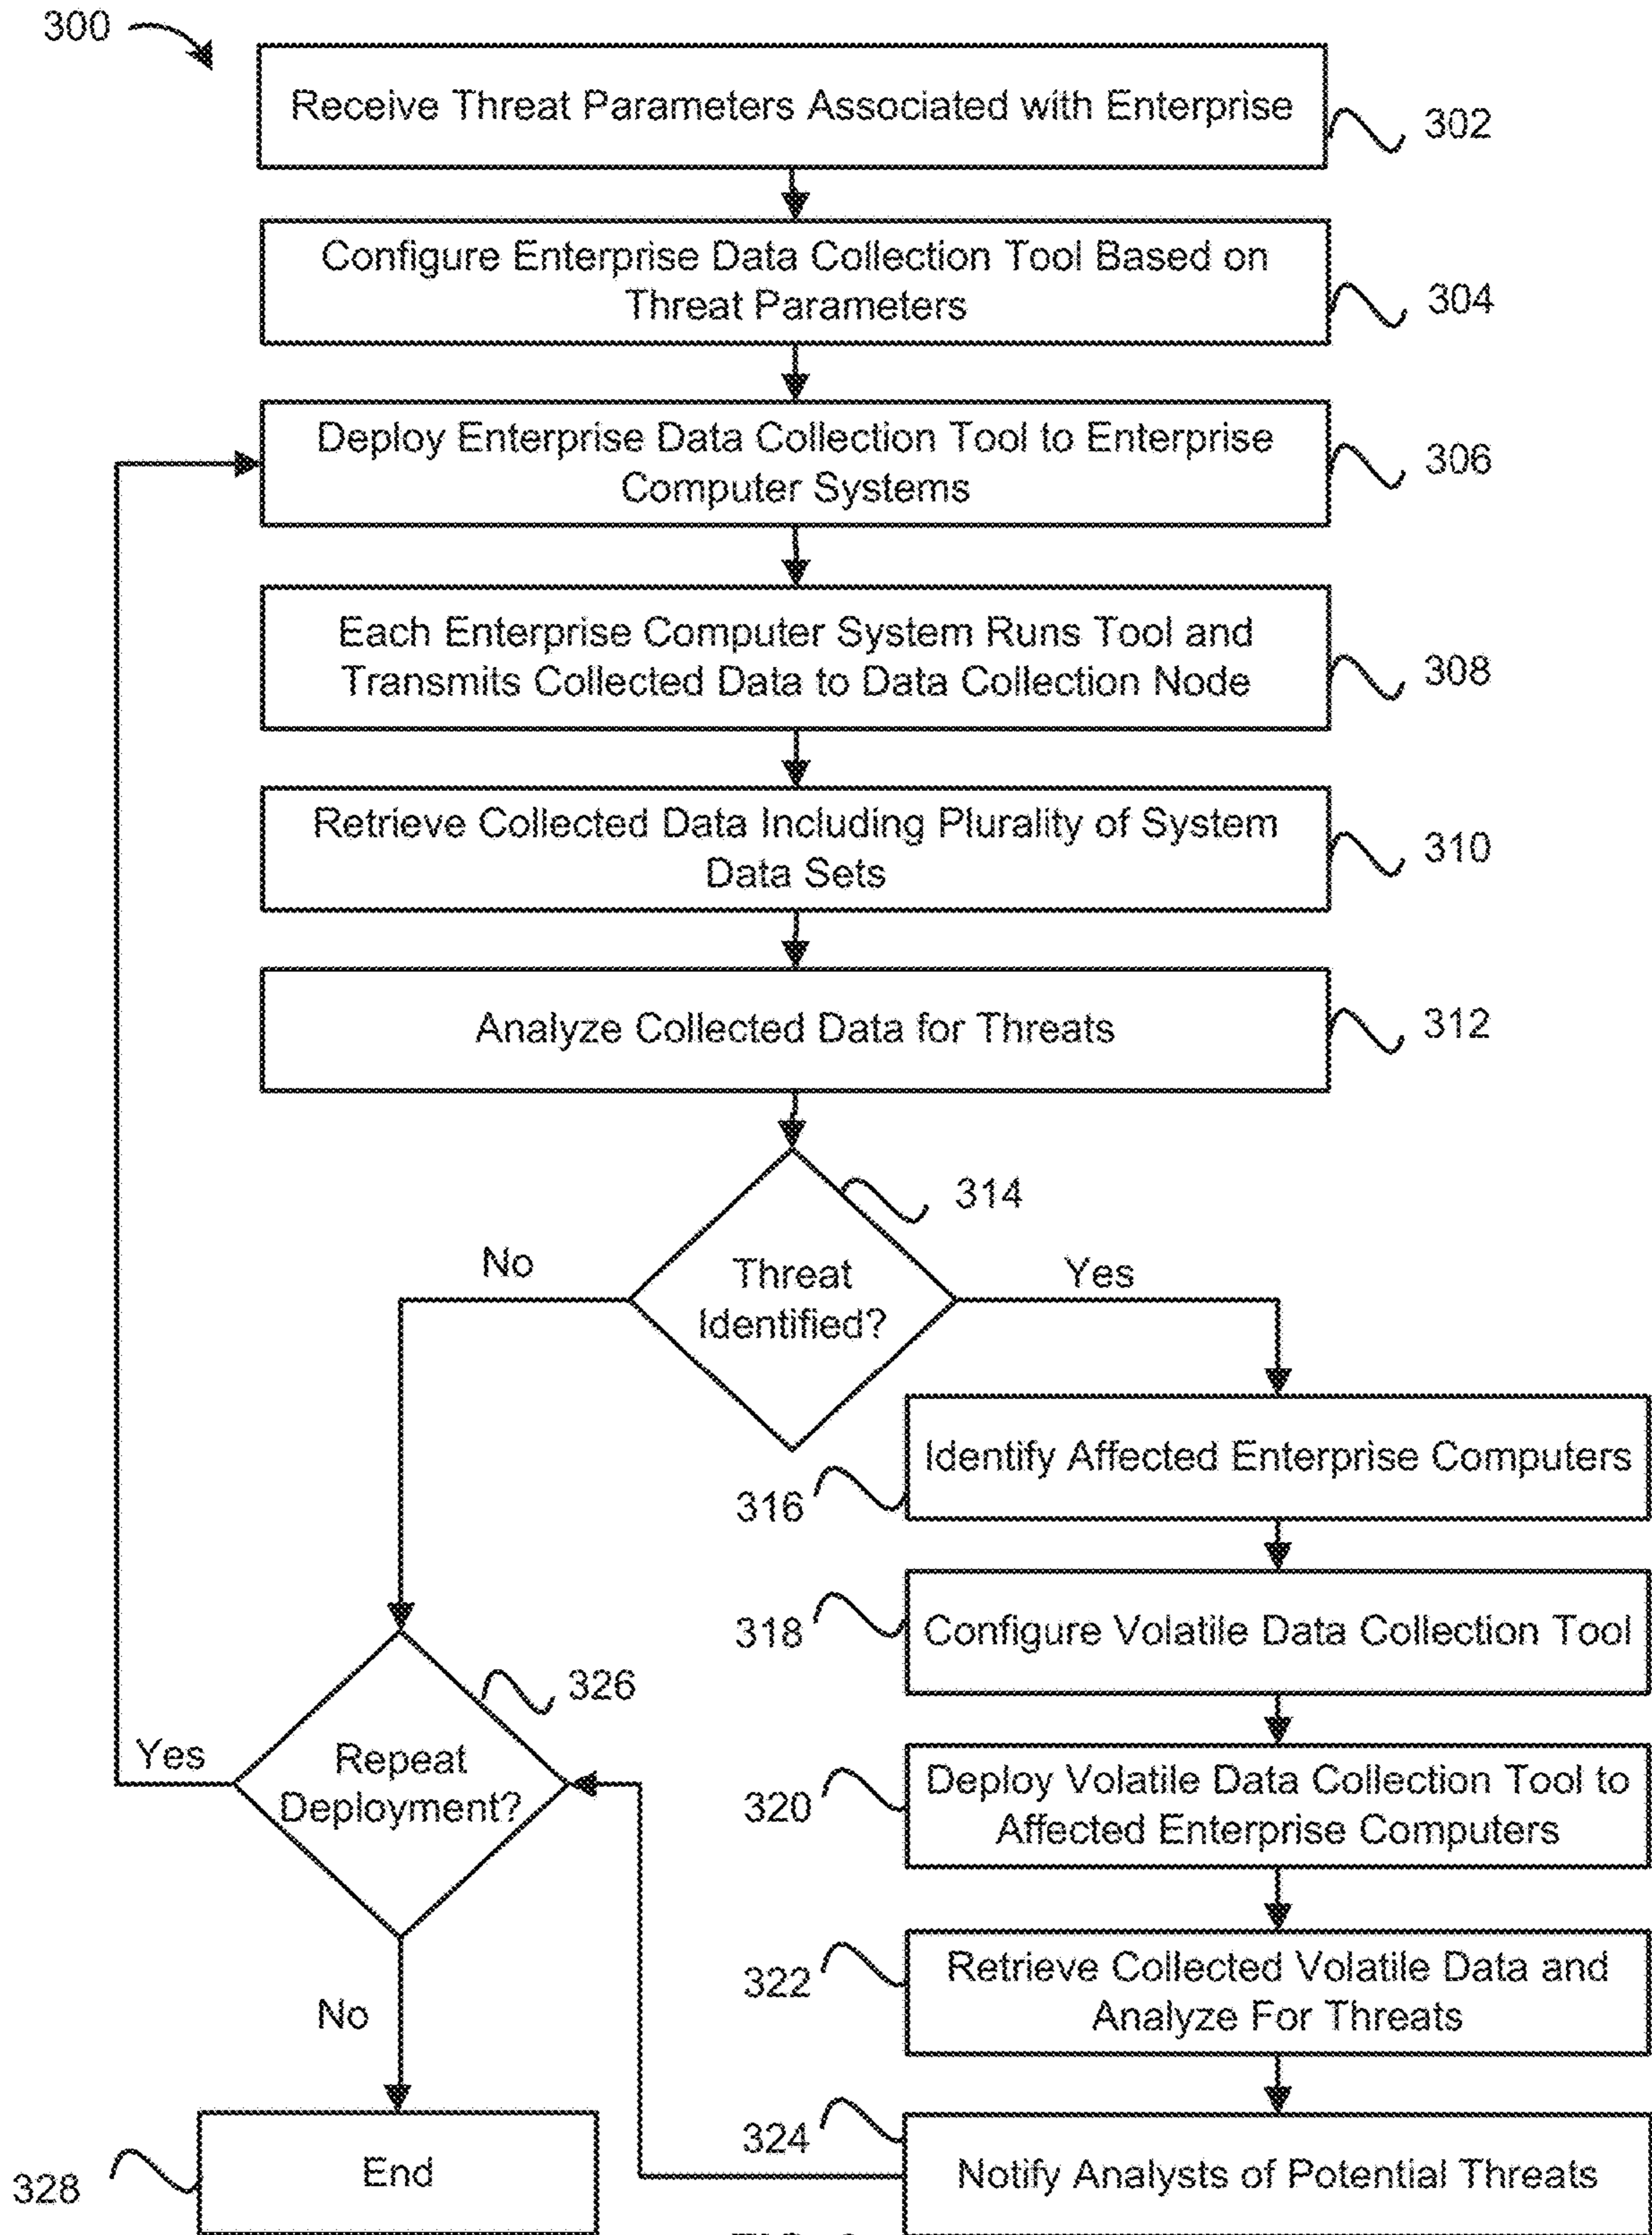 300
Receive Threat Parameters Associated with Enterprise
302
Configure Enterprise Data Collection Tool Based on
Threat Parameters
304
Deploy Enterprise Data Collection Tool to Enterprise
Computer Systems
306
Each Enterprise Computer System Runs Tool and
Transmits Collected Data to Data Collection Node
308
Retrieve Collected Data Including Plurality of System
Data Sets
310
Analyze Collected Data for Threats
312
314
Threat
Identified?
No
Yes
Identify Affected Enterprise Computers
316
Configure Volatile Data Collection Tool
318
326
Repeat
Deployment?
Yes
No
Deploy Volatile Data Collection Tool to
Affected Enterprise Computers
320
Retrieve Collected Volatile Data and
Analyze For Threats
322
324
Notify Analysts of Potential Threats
End
328